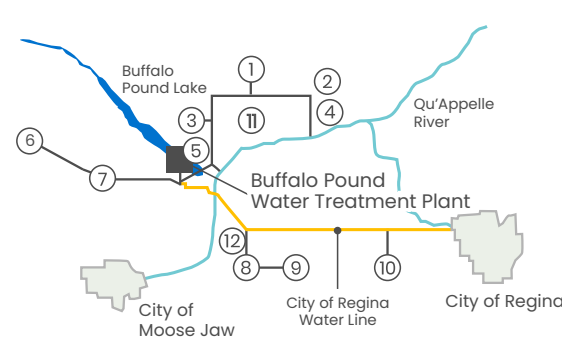 1
2
Buffalo
Pound Lake
3
11
4
Qu'Appelle
River
6
5
7
Buffalo Pound
Water Treatment Plant
12
8
9
10
City of Regina
Water Line
City of Regina
City of
Moose Jaw